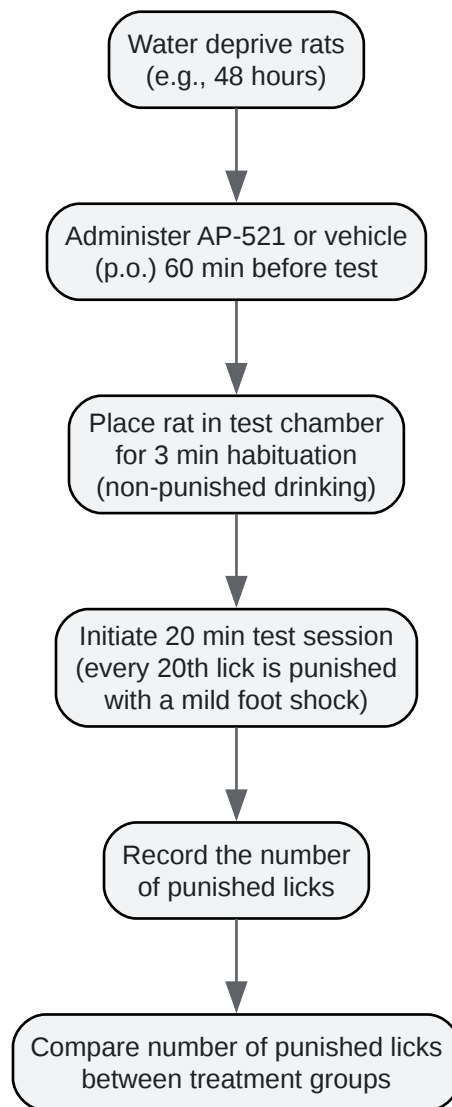 Water deprive rats
(e.g., 48 hours)
Administer AP-521 or vehicle
(p.o.) 60 min before test
Place rat in test chamber
for 3 min habituation
(non-punished drinking)
Initiate 20 min test session
(every 20th lick is punished
with a mild foot shock)
Record the number
of punished licks
Compare number of punished licks
between treatment groups